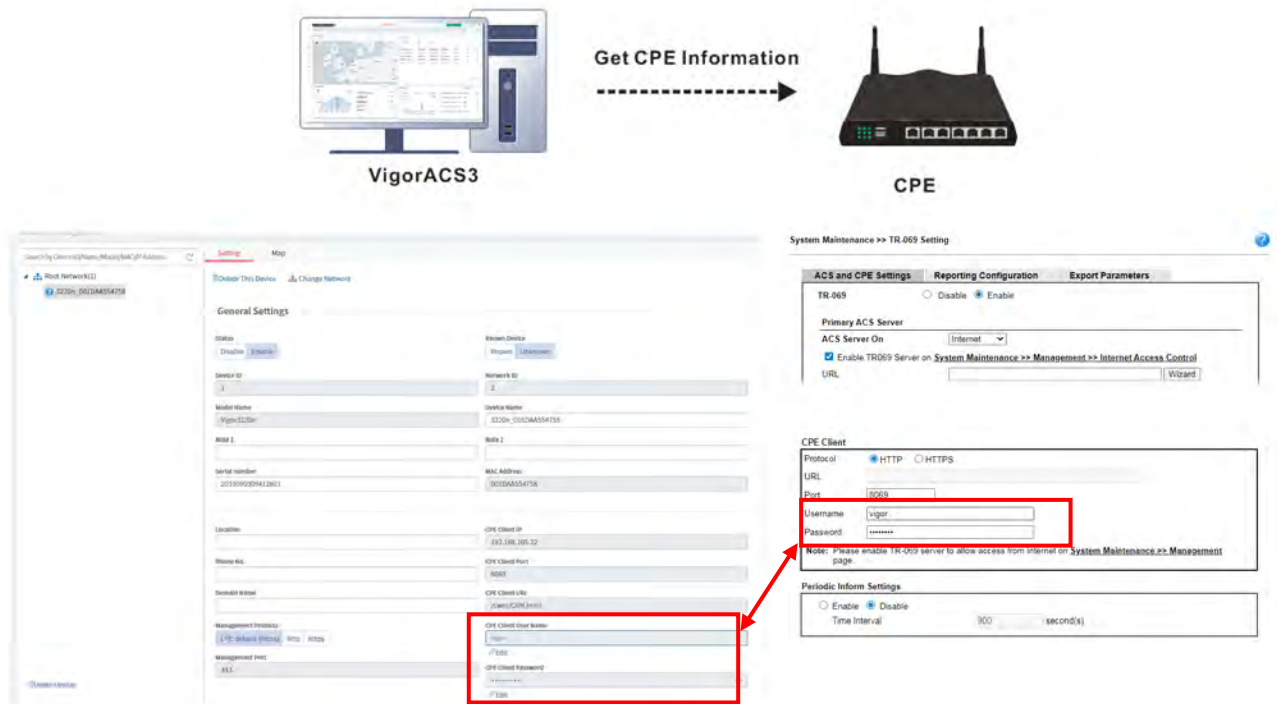 Get CPE Information
VigorACS3
CPE
Setting Map
Root Network(1)
Delete This Device Change Network
General Settings
Status
Disable Enable
Known Device
Known Unknown
Device ID
Network ID
2
Model Name
Device Name
Note 1
Note 2
Serial Number
MAC Address
001DAA554758
Location
CPE Client IP
Phone No.
CPE Client Port
8069
Domain Name
CPE Client URI
Management Protocol
Http Https
CPE Client User Name
Edit
Management Port
443
CPE Client Password
Edit
System Maintenance >> TR-069 Setting
ACS and CPE Settings Reporting Configuration Export Parameters
TR-069 Disable Enable
Primary ACS Server
ACS Server On Internet
Enable TR069 Server on System Maintenance >> Management >> Internet Access Control
URL Wizard
CPE Client
Protocol HTTP HTTPS
URL
Port 8069
Username vigor
Password ••••••••
Note: Please enable TR-069 server to allow access from Internet on System Maintenance >> Management
page.
Periodic Inform Settings
Enable Disable
Time Interval 900 second(s)